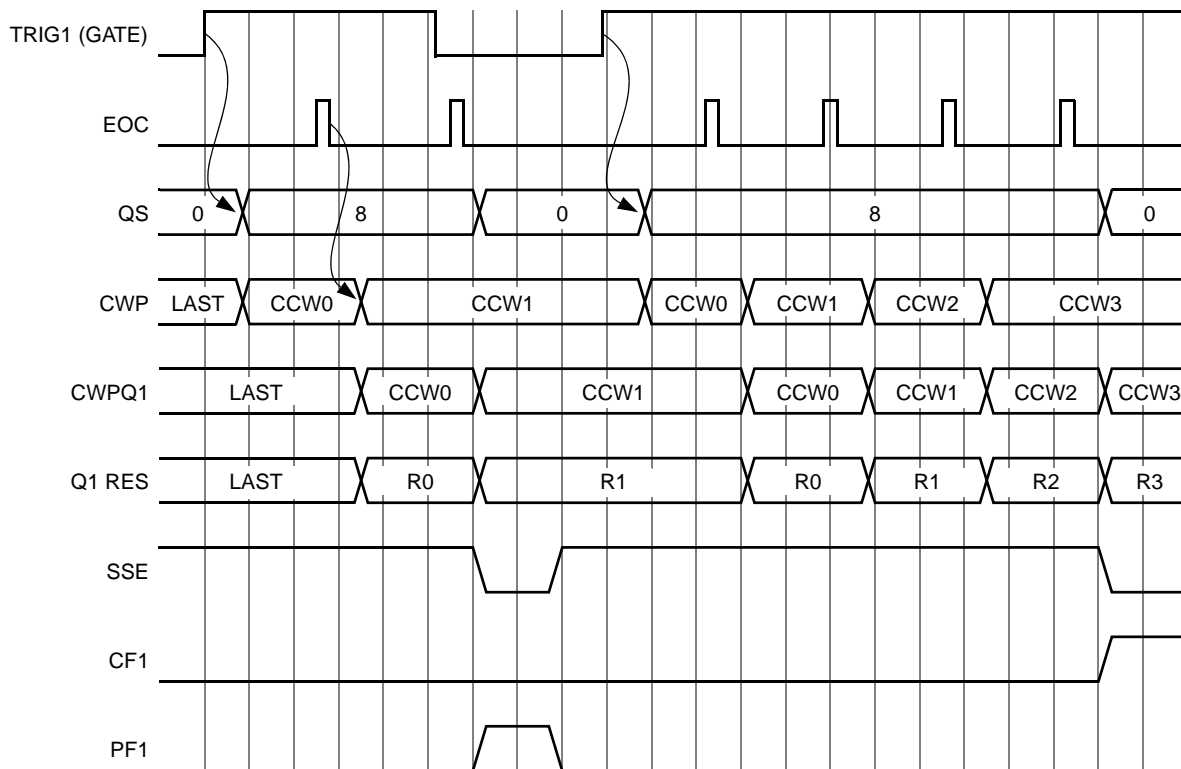 TRIG1 (GATE)
EOC
QS 0 8 0 8 0
CWP LAST CCW0 CCW1 CCW0 CCW1 CCW2 CCW3
CWPQ1 LAST CCW0 CCW1 CCW0 CCW1 CCW2 CCW3
Q1 RES LAST R0 R1 R0 R1 R2 R3
SSE
CF1
PF1